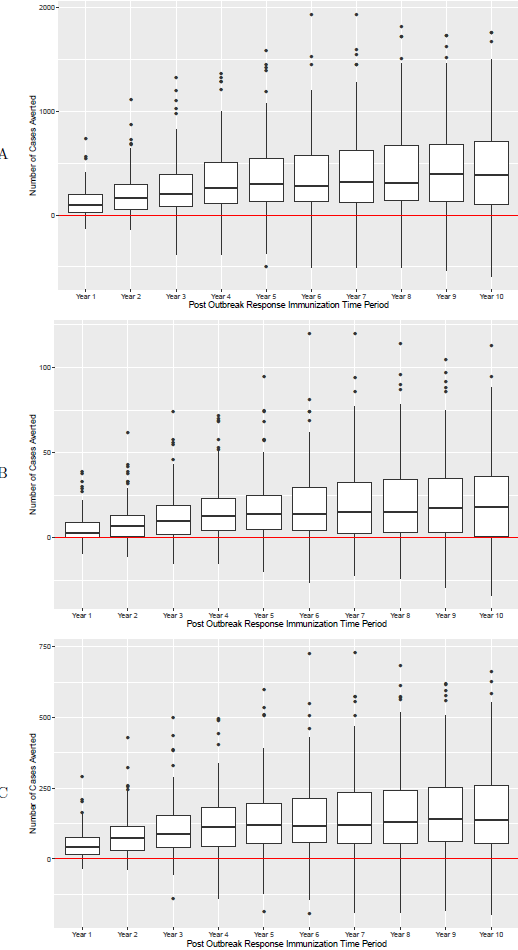 A
Number of Cases Averted
2000
1000
0
Year 1 Year 2 Year 3 Year 4 Year 5 Year 6 Year 7 Year 8 Year 9 Year 10
Post Outbreak Response Immunization Time Period
B
Number of Cases Averted
100
50
0
Year 1 Year 2 Year 3 Year 4 Year 5 Year 6 Year 7 Year 8 Year 9 Year 10
Post Outbreak Response Immunization Time Period
C
Number of Cases Averted
750
500
250
0
Year 1 Year 2 Year 3 Year 4 Year 5 Year 6 Year 7 Year 8 Year 9 Year 10
Post Outbreak Response Immunization Time Period